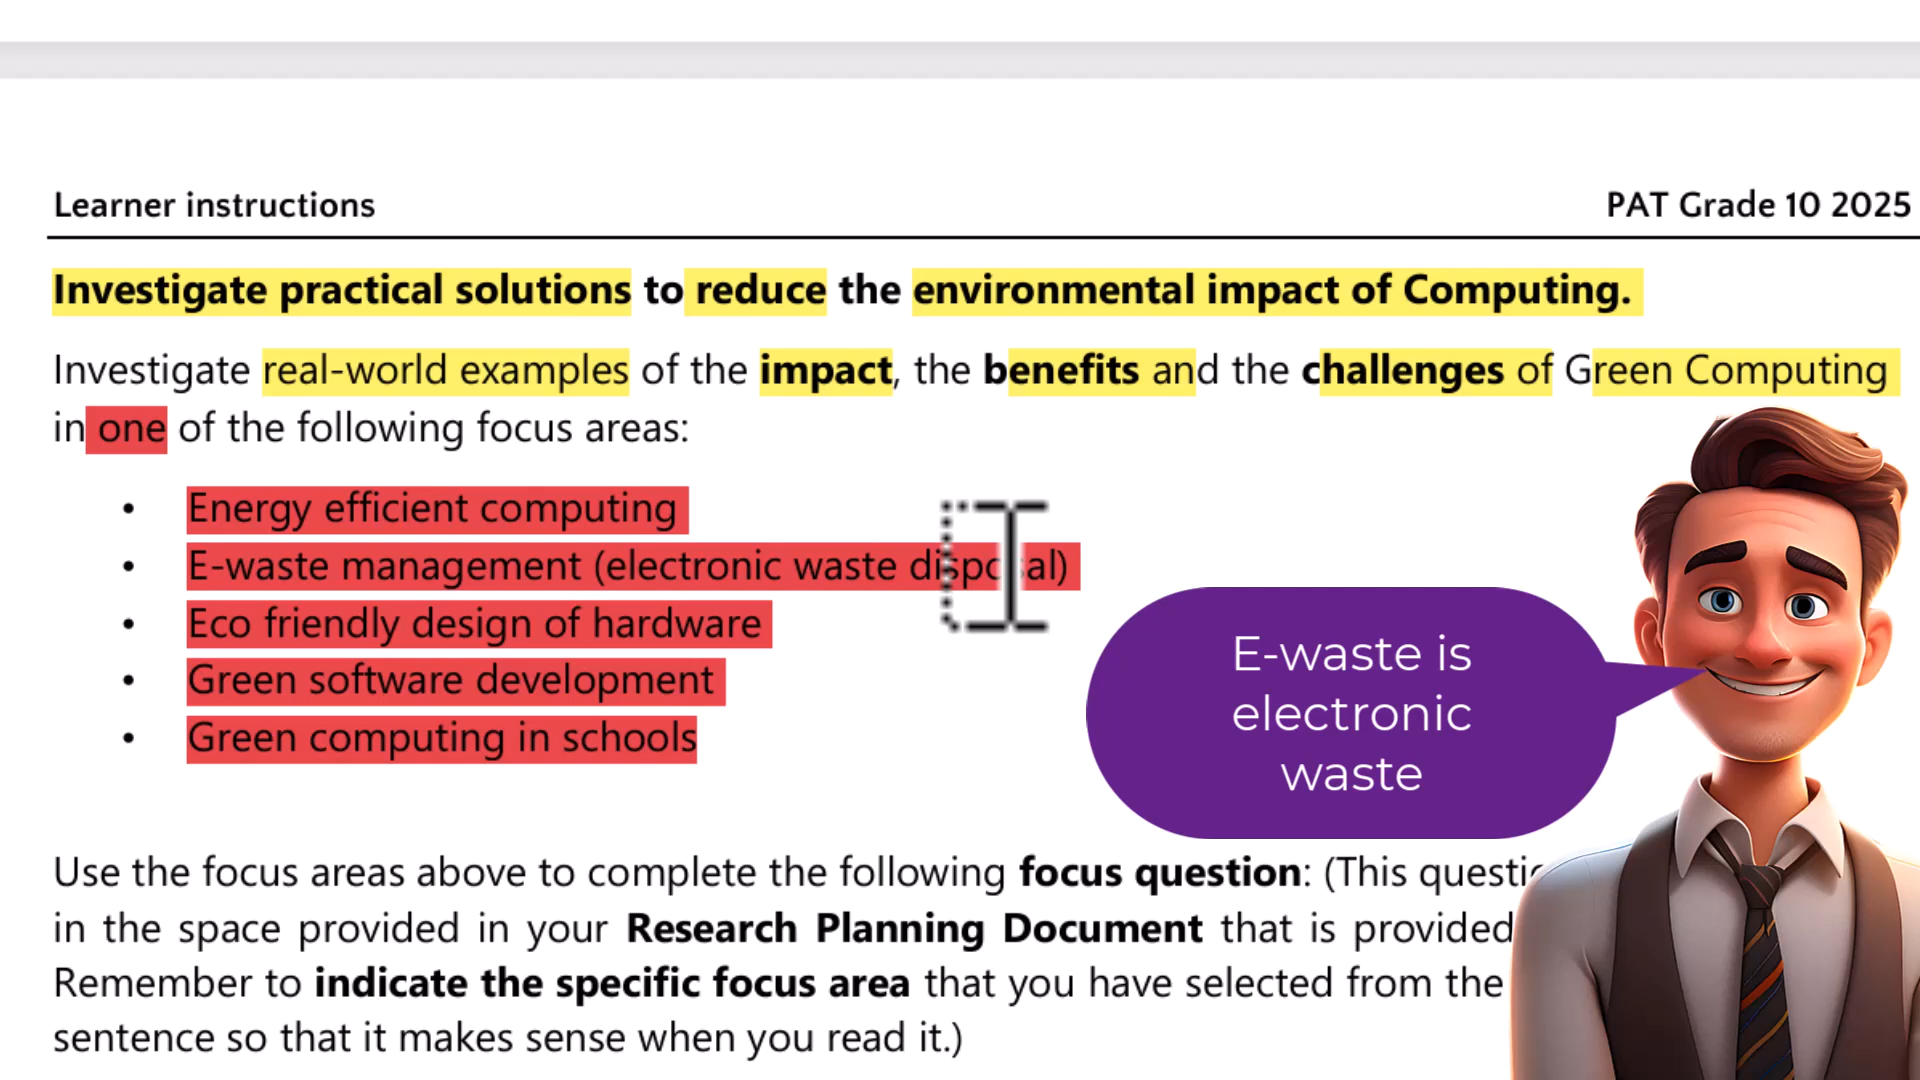 Learner instructions PAT Grade 10 2025
Investigate practical solutions to reduce the environmental impact of Computing.
Investigate real-world examples of the impact, the benefits and the challenges of Green Computing
in one of the following focus areas:
• Energy efficient computing
• E-waste management (electronic waste disposal)
• Eco friendly design of hardware
• Green software development
• Green computing in schools
E-waste is
electronic
waste
Use the focus areas above to complete the following focus question: (This
in the space provided in your Research Planning Document that is provided
Remember to indicate the specific focus area that you have selected from the
sentence so that it makes sense when you read it.)